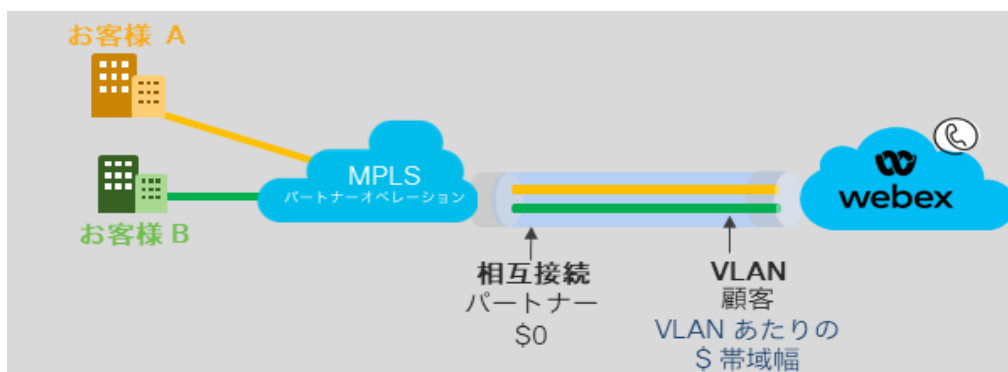 お客様 A
MPLS
パートナーオペレーション
webex
お客様 B
相互接続
パートナー
$0
VLAN
顧客
VLAN あたりの
$ 帯域幅